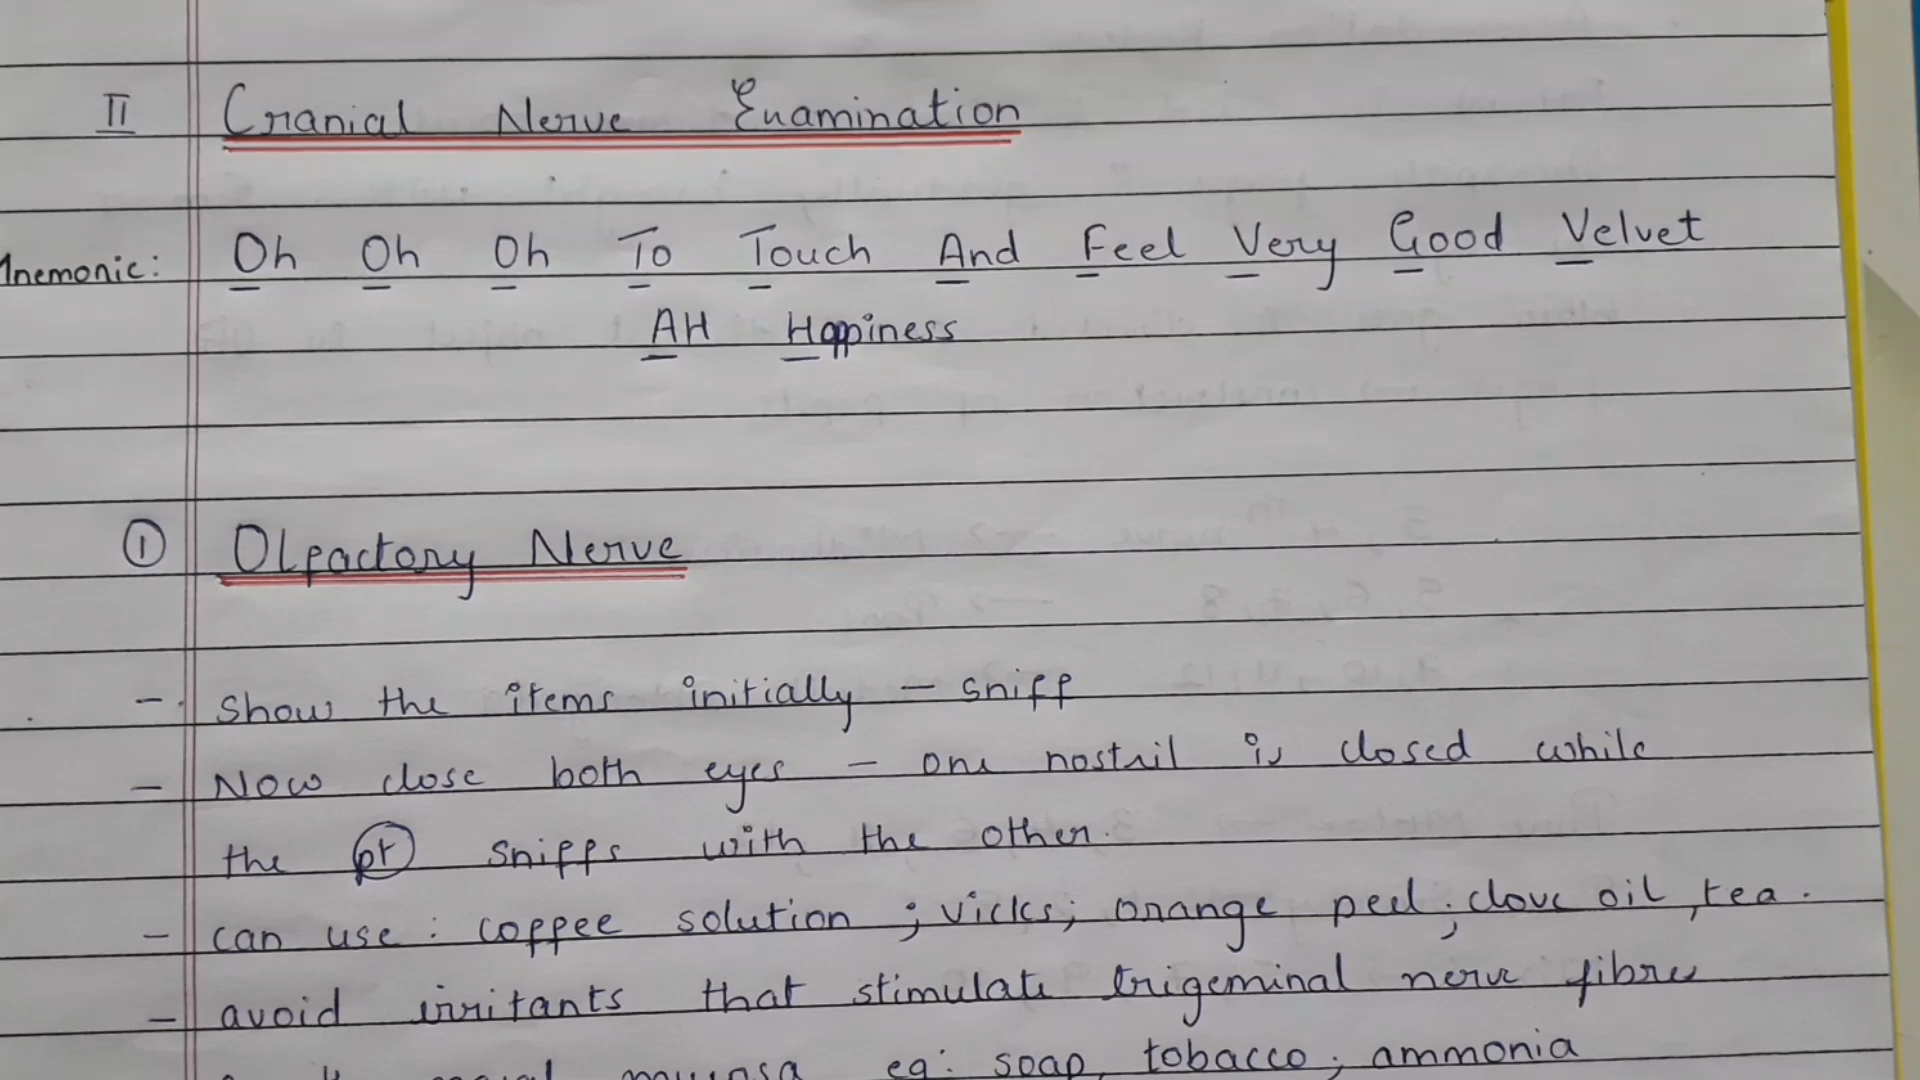 II Cranial Nerve Examination
Mnemonic: Oh Oh Oh To Touch And Feel Very Good Velvet
AH Happiness
① Olfactory Nerve
- Show the items initially – sniff
- Now close both eyes – one nostril is closed while
the pt sniffs with the other.
- can use : coffee solution ; vicks; orange peel; clove oil, tea.
- avoid irritants that stimulate trigeminal nerve fibres
mucosa eg: soap, tobacco, ammonia